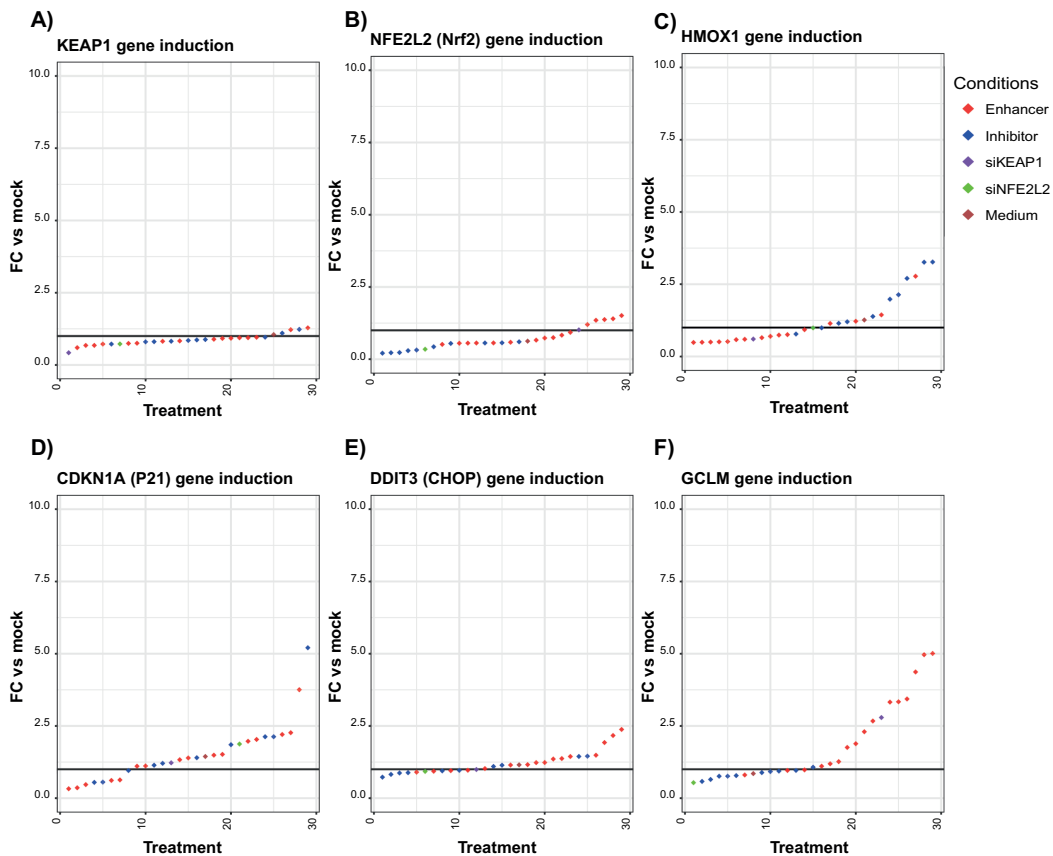 A)
KEAP1 gene induction
10.0
7.5
5.0
2.5
0.0
FC vs mock
0
10
20
30
Treatment
B)
NFE2L2 (Nrf2) gene induction
10.0
7.5
5.0
2.5
0.0
FC vs mock
0
10
20
30
Treatment
C)
HMOX1 gene induction
10.0
7.5
5.0
2.5
0.0
FC vs mock
0
10
20
30
Treatment
Conditions
Enhancer
Inhibitor
siKEAP1
siNFE2L2
Medium
D)
CDKN1A (P21) gene induction
10.0
7.5
5.0
2.5
0.0
FC vs mock
0
10
20
30
Treatment
E)
DDIT3 (CHOP) gene induction
10.0
7.5
5.0
2.5
0.0
FC vs mock
0
10
20
30
Treatment
F)
GCLM gene induction
10.0
7.5
5.0
2.5
0.0
FC vs mock
0
10
20
30
Treatment